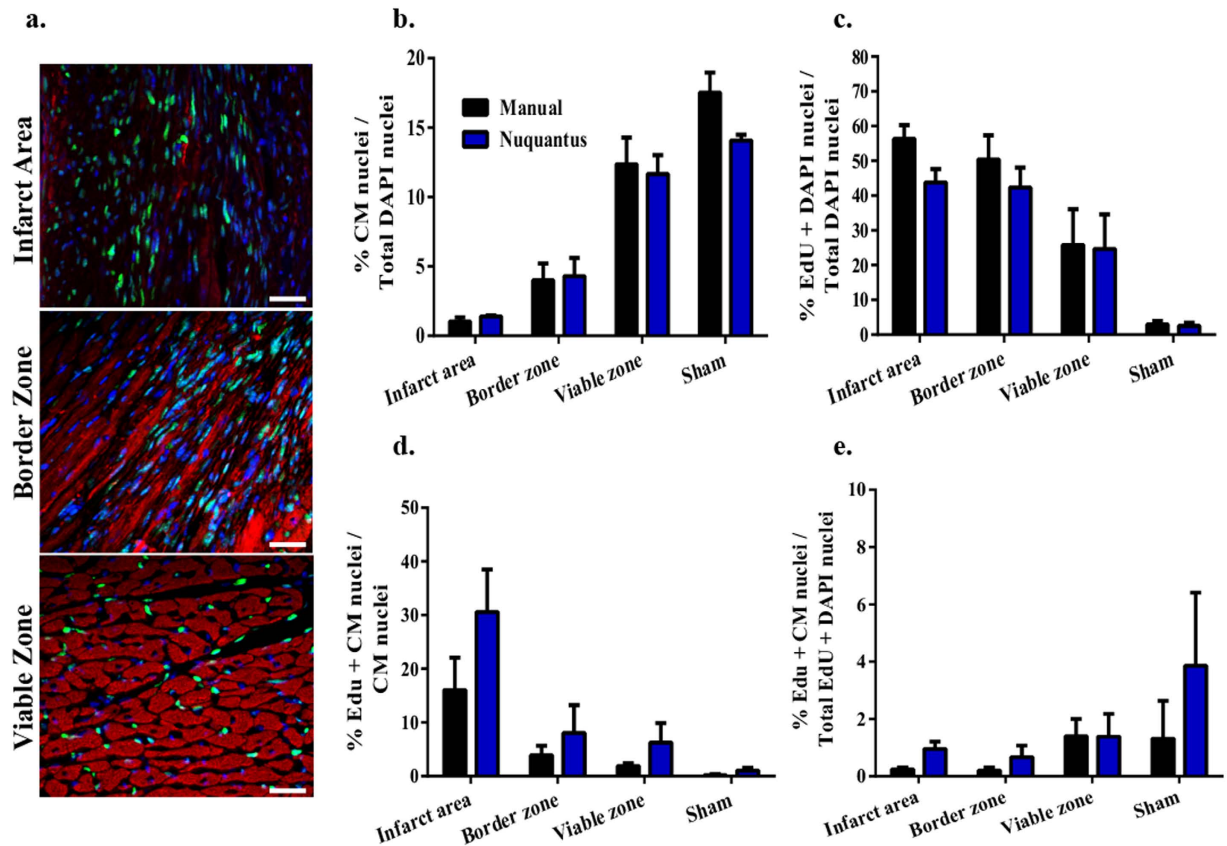 a.
Infarct Area
Border Zone
Viable Zone
b.
% CM nuclei /
Total DAPI nuclei
20
15
10
5
0
Manual
Nuquantus
Infarct area
Border zone
Viable zone
Sham
c.
% EdU + DAPI nuclei /
Total DAPI nuclei
80
70
60
50
40
30
20
10
0
Infarct area
Border zone
Viable zone
Sham
d.
% Edu + CM nuclei /
CM nuclei
50
40
30
20
10
0
Infarct area
Border zone
Viable zone
Sham
e.
% Edu + CM nuclei /
Total EdU + DAPI nuclei
10
8
6
4
2
0
Infarct area
Border zone
Viable zone
Sham